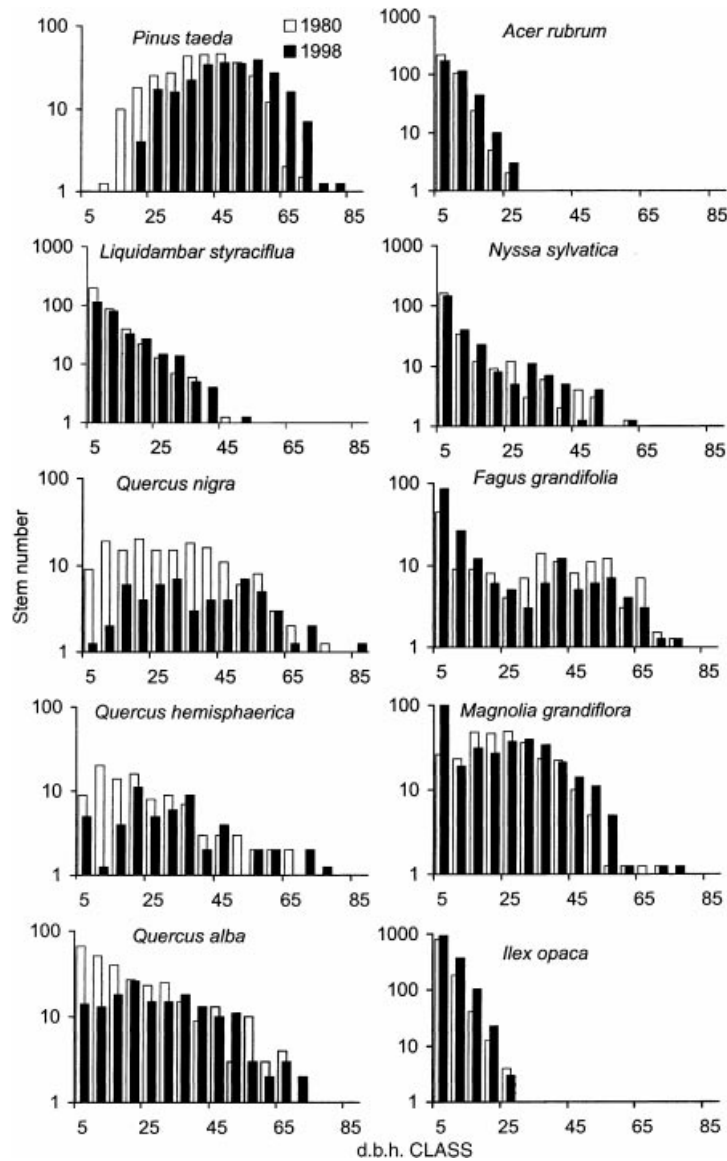 1980
1998
Pinus taeda
100
10
1
5 25 45 65 85
Acer rubrum
1000
100
10
1
5 25 45 65 85
Liquidambar styraciflua
1000
100
10
1
5 25 45 65 85
Nyssa sylvatica
1000
100
10
1
5 25 45 65 85
Quercus nigra
100
10
1
5 25 45 65 85
Fagus grandifolia
100
10
1
5 25 45 65 85
Stem number
Quercus hemisphaerica
100
10
1
5 25 45 65 85
Magnolia grandiflora
100
10
1
5 25 45 65 85
Quercus alba
100
10
1
5 25 45 65 85
Ilex opaca
1000
100
10
1
5 25 45 65 85
d.b.h. CLASS